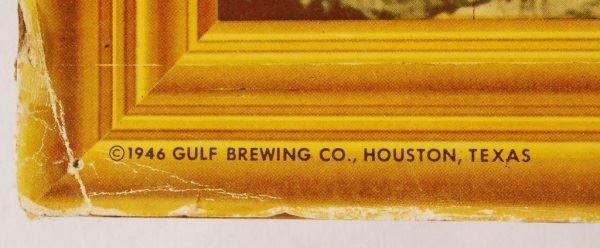 ©1946 GULF BREWING CO., HOUSTON, TEXAS